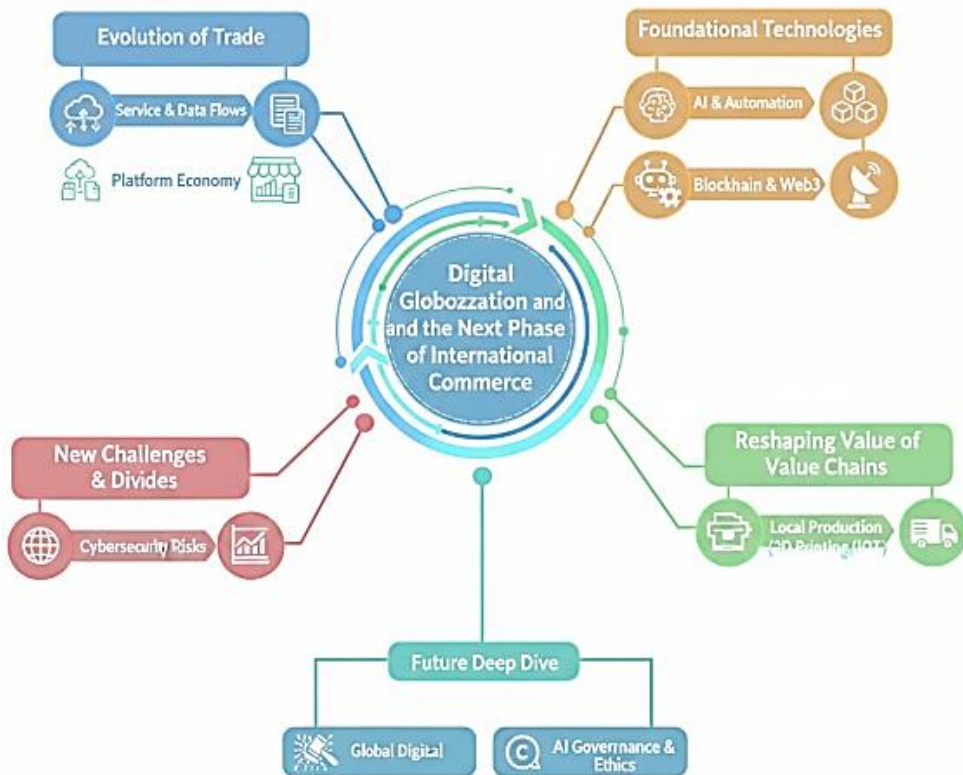 Evolution of Trade
Service & Data Flows
Platform Economy
Foundational Technologies
AI & Automation
Blockhain & Web3
Digital
Globozzation and
and the Next Phase
of International
Commerce
New Challenges
& Divides
Cybersecurity Risks
Reshaping Value of
Value Chains
Local Production
Printing (IOT)
Future Deep Dive
Global Digital
AI Governance &
Ethics